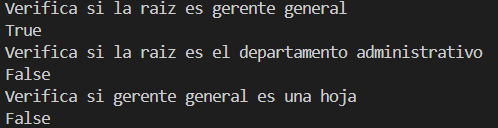 Verifica si la raiz es gerente general
True
Verifica si la raiz es el departamento administrativo
False
Verifica si gerente general es una hoja
False